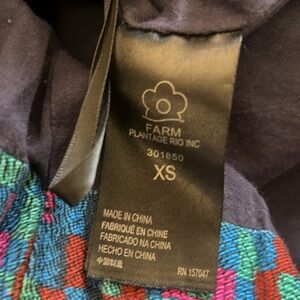 FARM
PLANTAGE RIO INC
301850
XS
MADE IN CHINA
FABRIQUÉ EN CHINE
FABRICADO NA CHINA
HECHO EN CHINA
中国制造
RN 157047